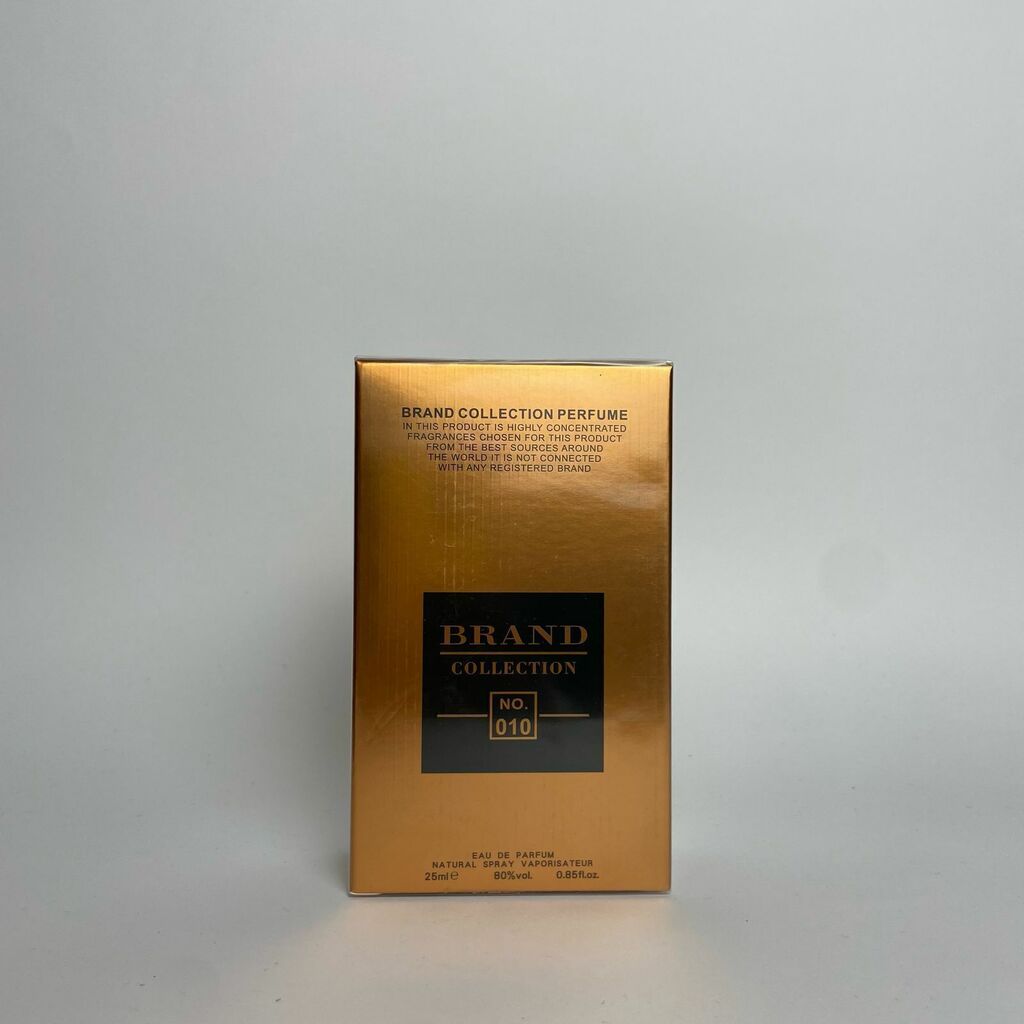 BRAND COLLECTION PERFUME
IN THIS PRODUCT IS HIGHLY CONCENTRATED
FRAGRANCES CHOSEN FOR THIS PRODUCT
FROM THE BEST SOURCES AROUND
THE WORLD IT IS NOT CONNECTED
WITH ANY REGISTERED BRAND
BRAND
COLLECTION
NO.
010
EAU DE PARFUM
NATURAL SPRAY VAPORISATEUR
25ml ℮ 80%vol. 0.85fl.oz.